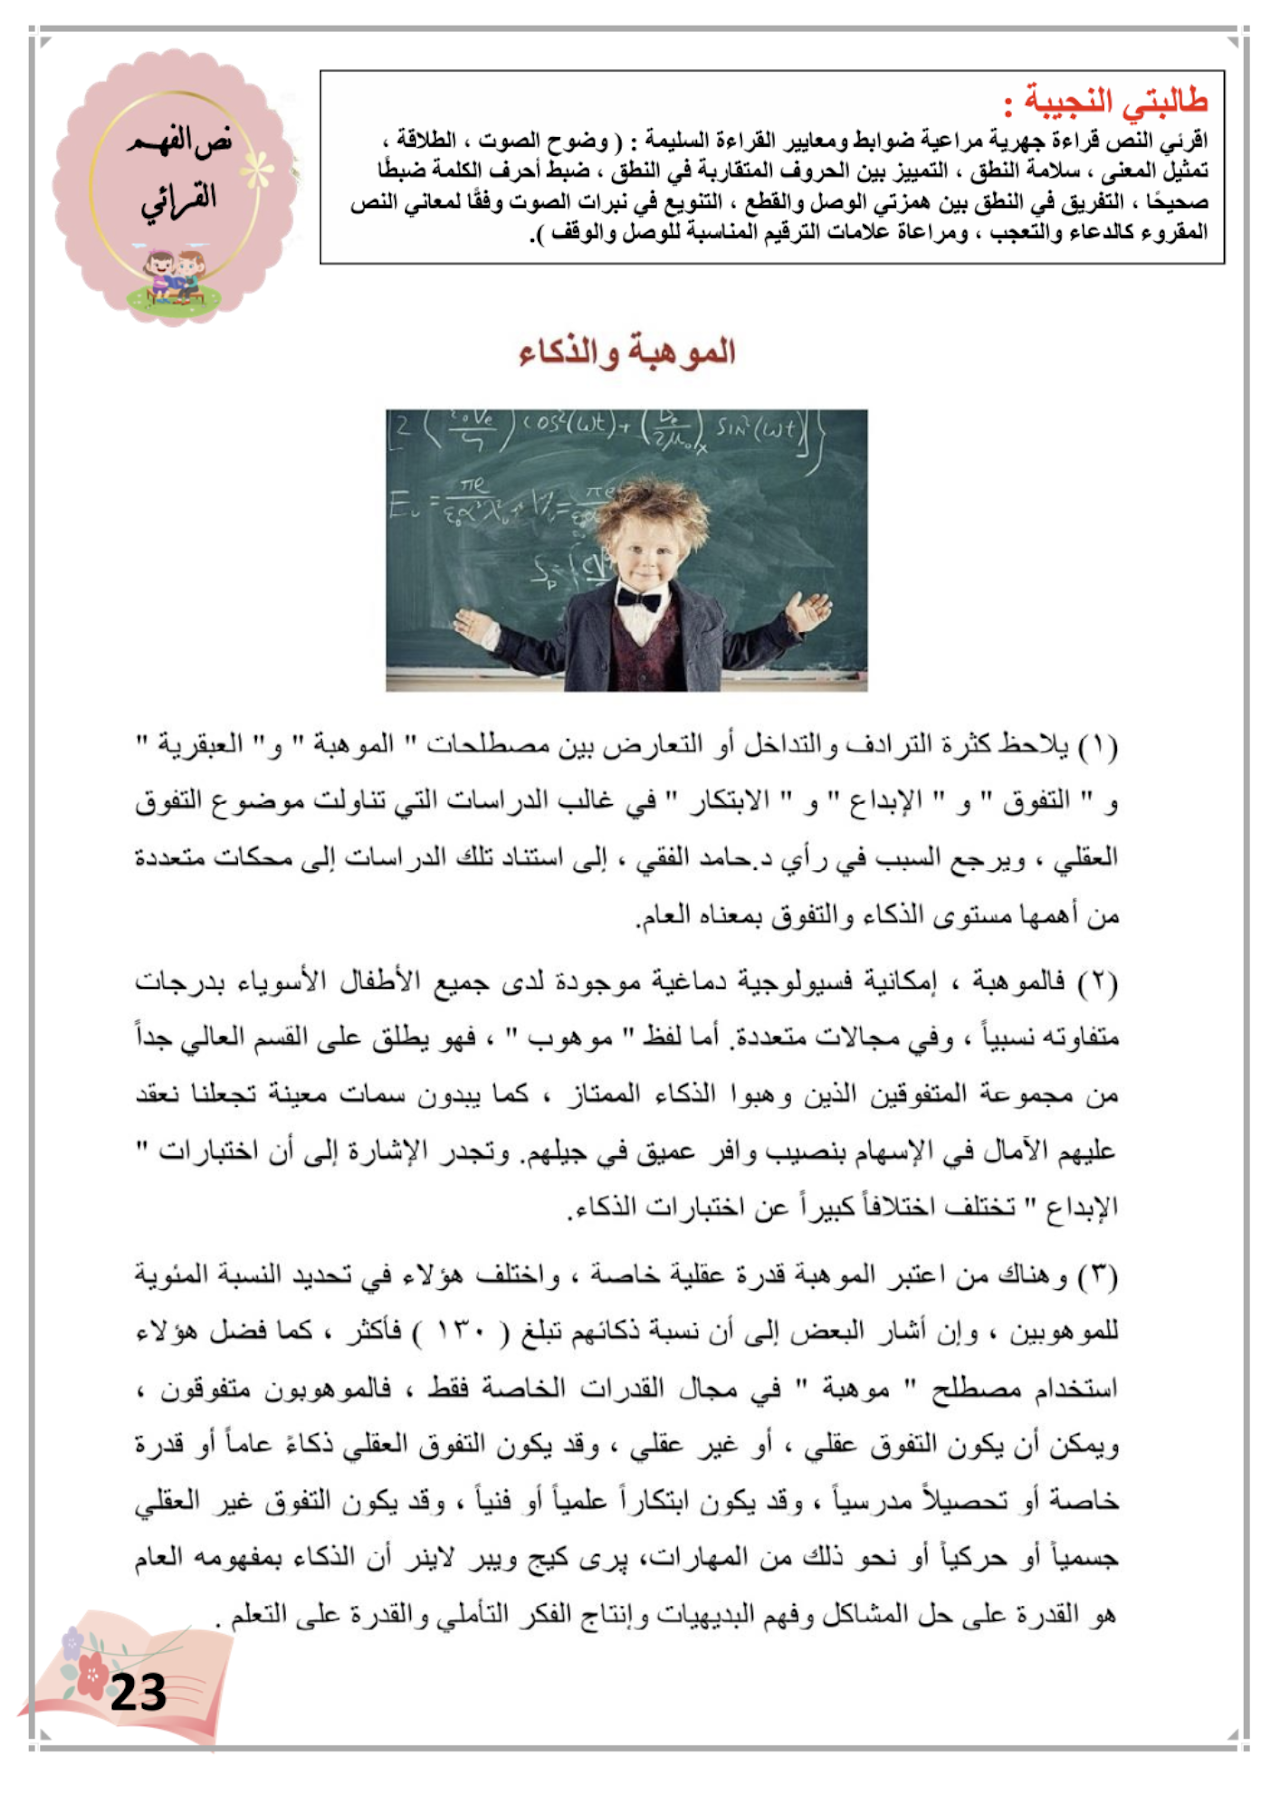 نص الفهم
القرائي
طالبتي النجيبة :
اقرئي النص قراءة جهرية مراعية ضوابط ومعايير القراءة السليمة : ( وضوح الصوت ، الطلاقة ،
تمثيل المعنى ، سلامة النطق ، التمييز بين الحروف المتقاربة في النطق ، ضبط أحرف الكلمة ضبطًا
صحيحًا ، التفريق في النطق بين همزتي الوصل والقطع ، التنويع في نبرات الصوت وفقًا لمعاني النص
المقروء كالدعاء والتعجب ، ومراعاة علامات الترقيم المناسبة للوصل والوقف ).
الموهبة والذكاء
(١) يلاحظ كثرة الترادف والتداخل أو التعارض بين مصطلحات " الموهبة " و" العبقرية "
و " التفوق " و " الإبداع " و " الابتكار " في غالب الدراسات التي تناولت موضوع التفوق
العقلي ، ويرجع السبب في رأي د.حامد الفقي ، إلى استناد تلك الدراسات إلى محكات متعددة
من أهمها مستوى الذكاء والتفوق بمعناه العام.
(٢) فالموهبة ، إمكانية فسيولوجية دماغية موجودة لدى جميع الأطفال الأسوياء بدرجات
متفاوته نسبياً ، وفي مجالات متعددة. أما لفظ " موهوب " ، فهو يطلق على القسم العالي جداً
من مجموعة المتفوقين الذين وهبوا الذكاء الممتاز ، كما يبدون سمات معينة تجعلنا نعقد
عليهم الآمال في الإسهام بنصيب وافر عميق في جيلهم. وتجدر الإشارة إلى أن اختبارات "
الإبداع " تختلف اختلافاً كبيراً عن اختبارات الذكاء.
(٣) وهناك من اعتبر الموهبة قدرة عقلية خاصة ، واختلف هؤلاء في تحديد النسبة المئوية
للموهوبين ، وإن أشار البعض إلى أن نسبة ذكائهم تبلغ ( ١٣٠ ) فأكثر ، كما فضل هؤلاء
استخدام مصطلح " موهبة " في مجال القدرات الخاصة فقط ، فالموهوبون متفوقون ،
ويمكن أن يكون التفوق عقلي ، أو غير عقلي ، وقد يكون التفوق العقلي ذكاءً عاماً أو قدرة
خاصة أو تحصيلاً مدرسياً ، وقد يكون ابتكاراً علمياً أو فنياً ، وقد يكون التفوق غير العقلي
جسمياً أو حركياً أو نحو ذلك من المهارات، يرى كيج ويبر لاينر أن الذكاء بمفهومه العام
هو القدرة على حل المشاكل وفهم البديهيات وإنتاج الفكر التأملي والقدرة على التعلم .
23